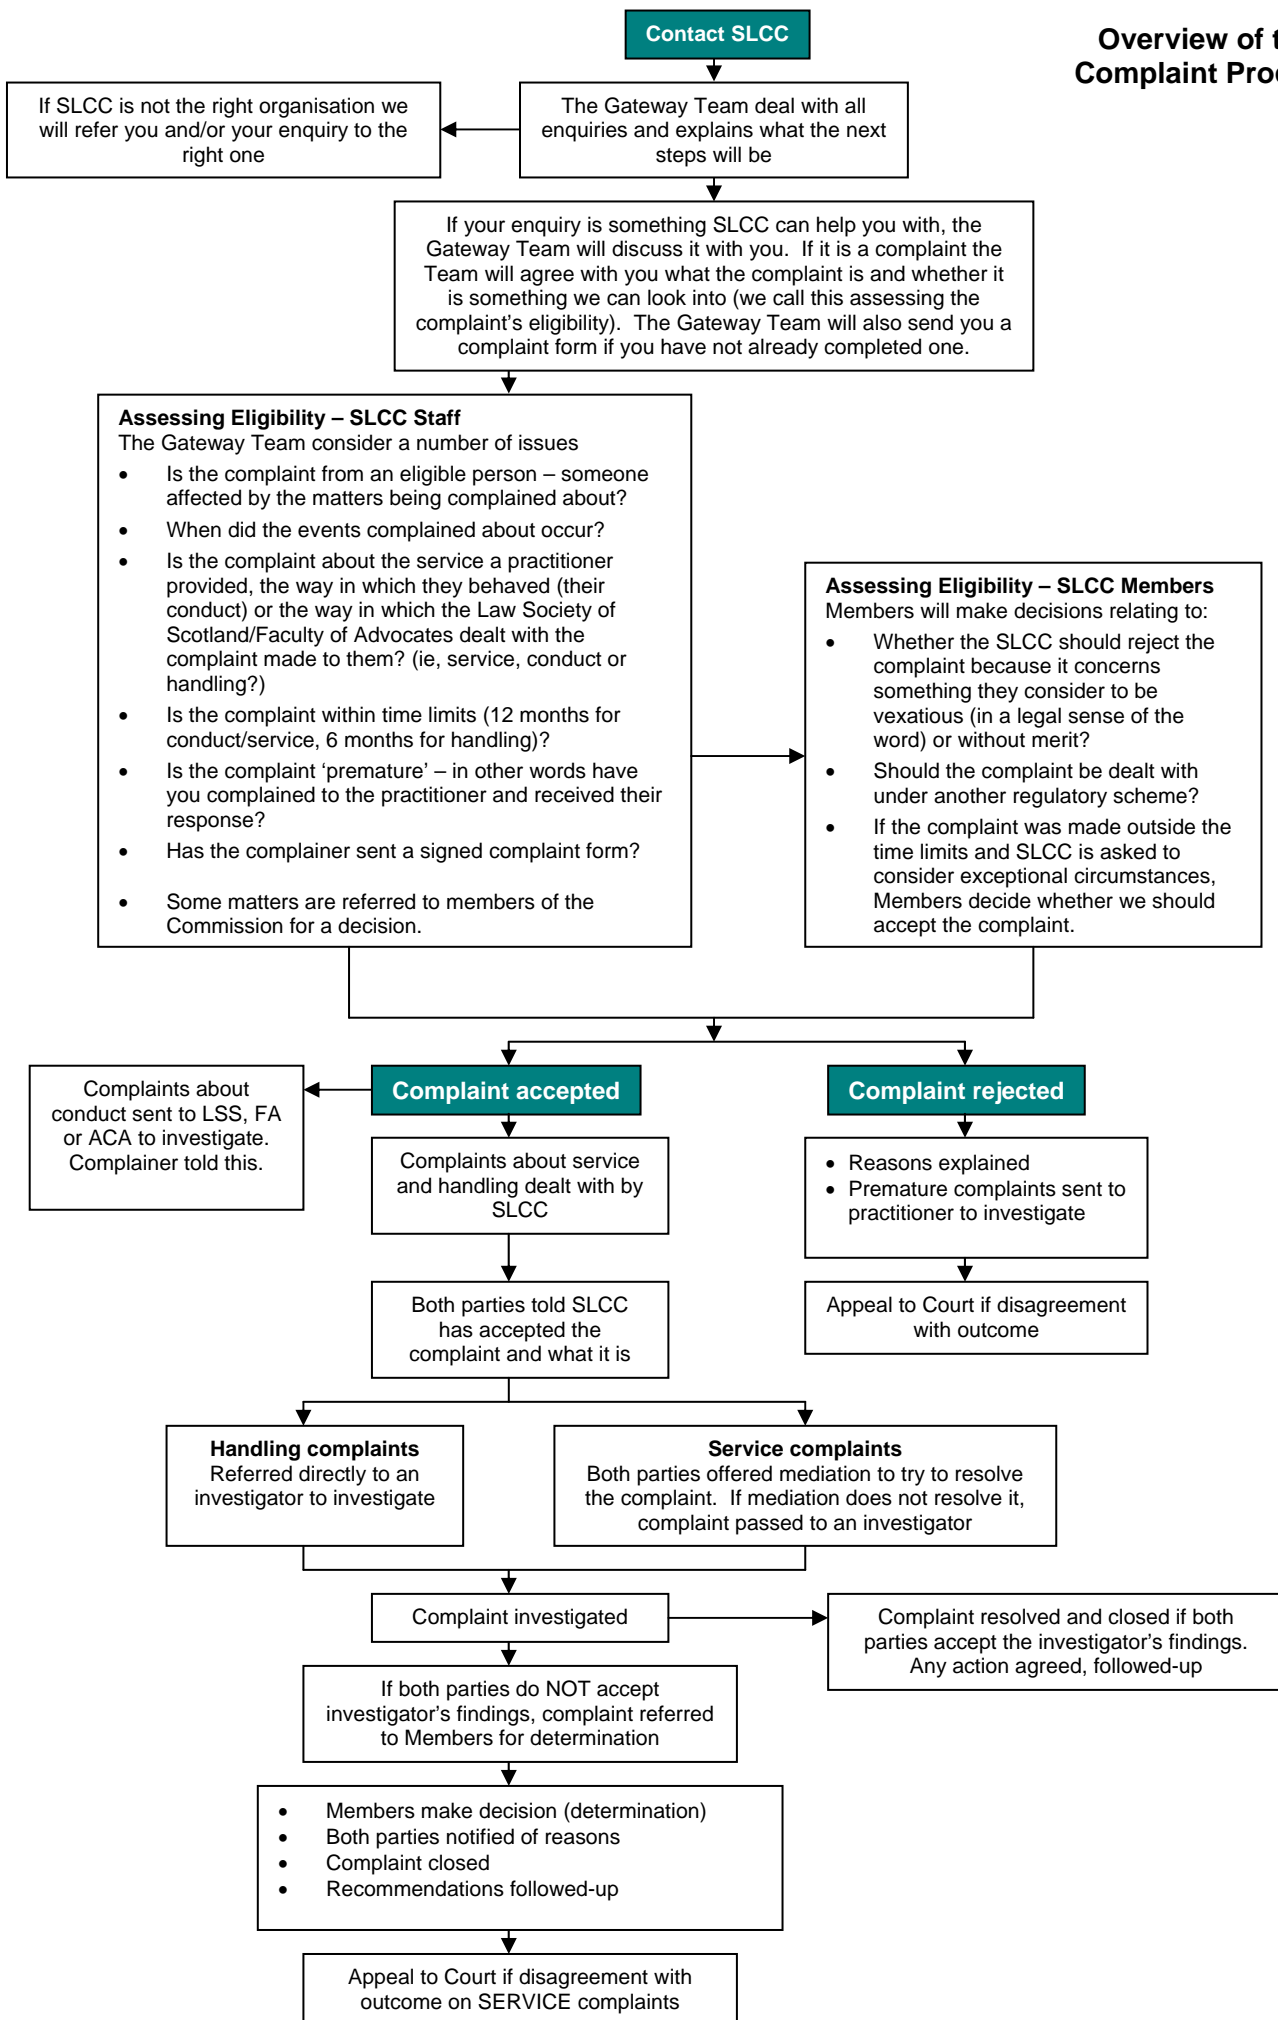 Contact SLCC
Overview of t
Complaint Pro
If SLCC is not the right organisation we
will refer you and/or your enquiry to the
right one
The Gateway Team deal with all
enquiries and explains what the next
steps will be
If your enquiry is something SLCC can help you with, the
Gateway Team will discuss it with you.  If it is a complaint the
Team will agree with you what the complaint is and whether it
is something we can look into (we call this assessing the
complaint's eligibility).  The Gateway Team will also send you a
complaint form if you have not already completed one.
Assessing Eligibility – SLCC Staff
The Gateway Team consider a number of issues
• Is the complaint from an eligible person – someone
affected by the matters being complained about?
• When did the events complained about occur?
• Is the complaint about the service a practitioner
provided, the way in which they behaved (their
conduct) or the way in which the Law Society of
Scotland/Faculty of Advocates dealt with the
complaint made to them? (ie, service, conduct or
handling?)
• Is the complaint within time limits (12 months for
conduct/service, 6 months for handling)?
• Is the complaint 'premature' – in other words have
you complained to the practitioner and received their
response?
• Has the complainer sent a signed complaint form?
• Some matters are referred to members of the
Commission for a decision.
Assessing Eligibility – SLCC Members
Members will make decisions relating to:
• Whether the SLCC should reject the
complaint because it concerns
something they consider to be
vexatious (in a legal sense of the
word) or without merit?
• Should the complaint be dealt with
under another regulatory scheme?
• If the complaint was made outside the
time limits and SLCC is asked to
consider exceptional circumstances,
Members decide whether we should
accept the complaint.
Complaints about
conduct sent to LSS, FA
or ACA to investigate.
Complainer told this.
Complaint accepted
Complaint rejected
Complaints about service
and handling dealt with by
SLCC
• Reasons explained
• Premature complaints sent to
practitioner to investigate
Both parties told SLCC
has accepted the
complaint and what it is
Appeal to Court if disagreement
with outcome
Handling complaints
Referred directly to an
investigator to investigate
Service complaints
Both parties offered mediation to try to resolve
the complaint.  If mediation does not resolve it,
complaint passed to an investigator
Complaint investigated
Complaint resolved and closed if both
parties accept the investigator's findings.
Any action agreed, followed-up
If both parties do NOT accept
investigator's findings, complaint referred
to Members for determination
• Members make decision (determination)
• Both parties notified of reasons
• Complaint closed
• Recommendations followed-up
Appeal to Court if disagreement with
outcome on SERVICE complaints